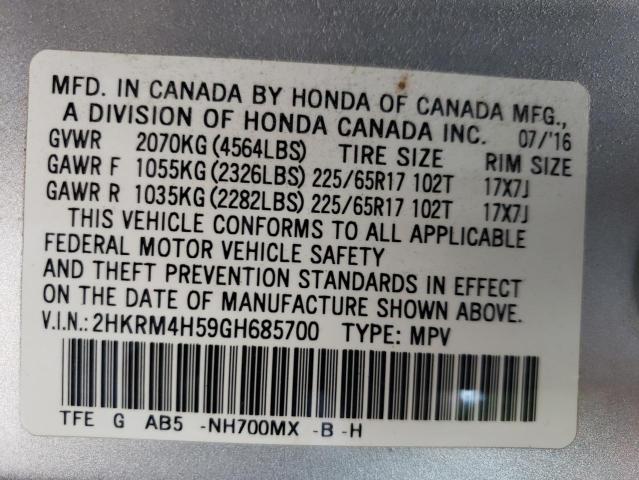 MFD. IN CANADA BY HONDA OF CANADA MFG.,
A DIVISION OF HONDA CANADA INC. 07/'16
GVWR 2070KG (4564LBS) TIRE SIZE RIM SIZE
GAWR F 1055KG (2326LBS) 225/65R17 102T 17X7J
GAWR R 1035KG (2282LBS) 225/65R17 102T 17X7J
THIS VEHICLE CONFORMS TO ALL APPLICABLE
FEDERAL MOTOR VEHICLE SAFETY
AND THEFT PREVENTION STANDARDS IN EFFECT
ON THE DATE OF MANUFACTURE SHOWN ABOVE.
V.I.N.: 2HKRM4H59GH685700 TYPE: MPV
TFE G AB5 -NH700MX -B -H